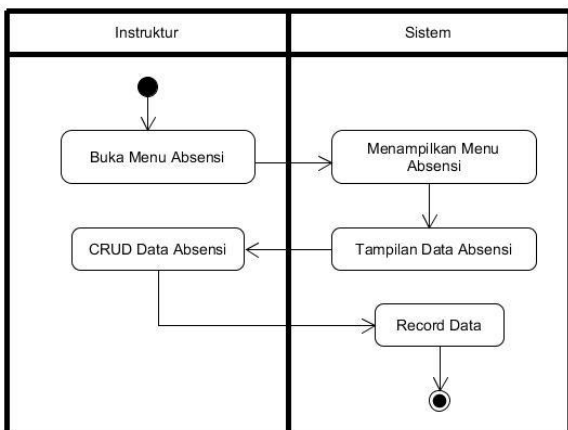 Instruktur
Sistem
Buka Menu Absensi
Menampilkan Menu
Absensi
CRUD Data Absensi
Tampilan Data Absensi
Record Data